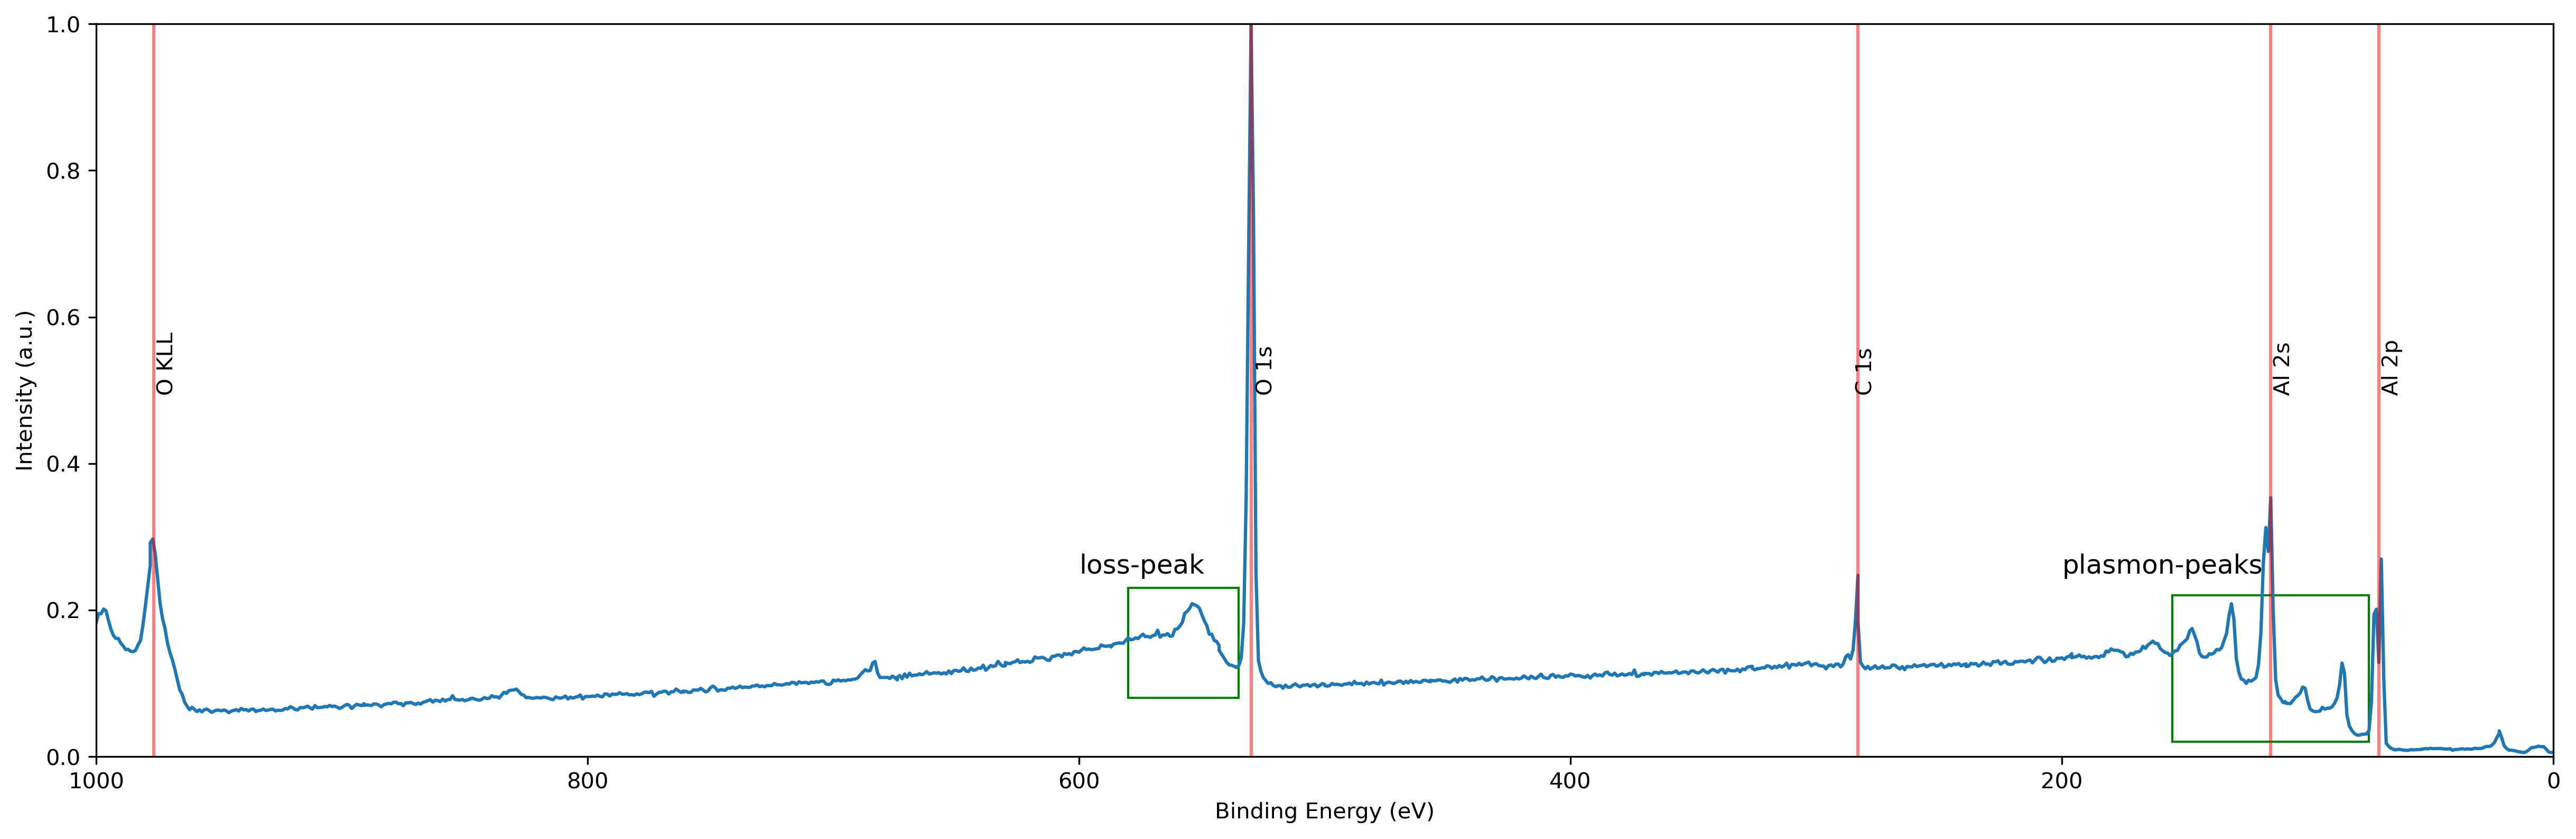 1.0
0.8
0.6
0.4
0.2
0.0
Intensity (a.u.)
O KLL
O 1s
C 1s
Al 2s
Al 2p
loss-peak
plasmon-peaks
1000
800
600
400
200
0
Binding Energy (eV)